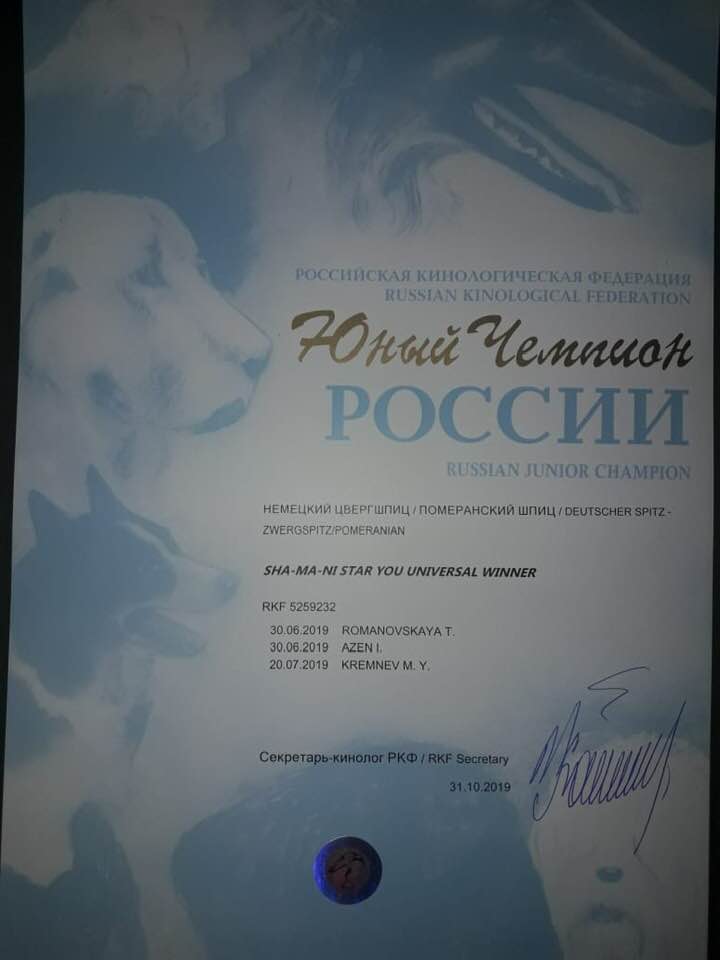 РОССИЙСКАЯ КИНОЛОГИЧЕСКАЯ ФЕДЕРАЦИЯ
RUSSIAN KINOLOGICAL FEDERATION
Юный Чемпион
РОССИИ
RUSSIAN JUNIOR CHAMPION
НЕМЕЦКИЙ ЦВЕРГШПИЦ / ПОМЕРАНСКИЙ ШПИЦ / DEUTSCHER SPITZ -
ZWERGSPITZ/POMERANIAN
SHA-MA-NI STAR YOU UNIVERSAL WINNER
RKF 5259232
30.06.2019 ROMANOVSKAYA T.
30.06.2019 AZEN I.
20.07.2019 KREMNEV M. Y.
Секретарь-кинолог РКФ / RKF Secretary
31.10.2019